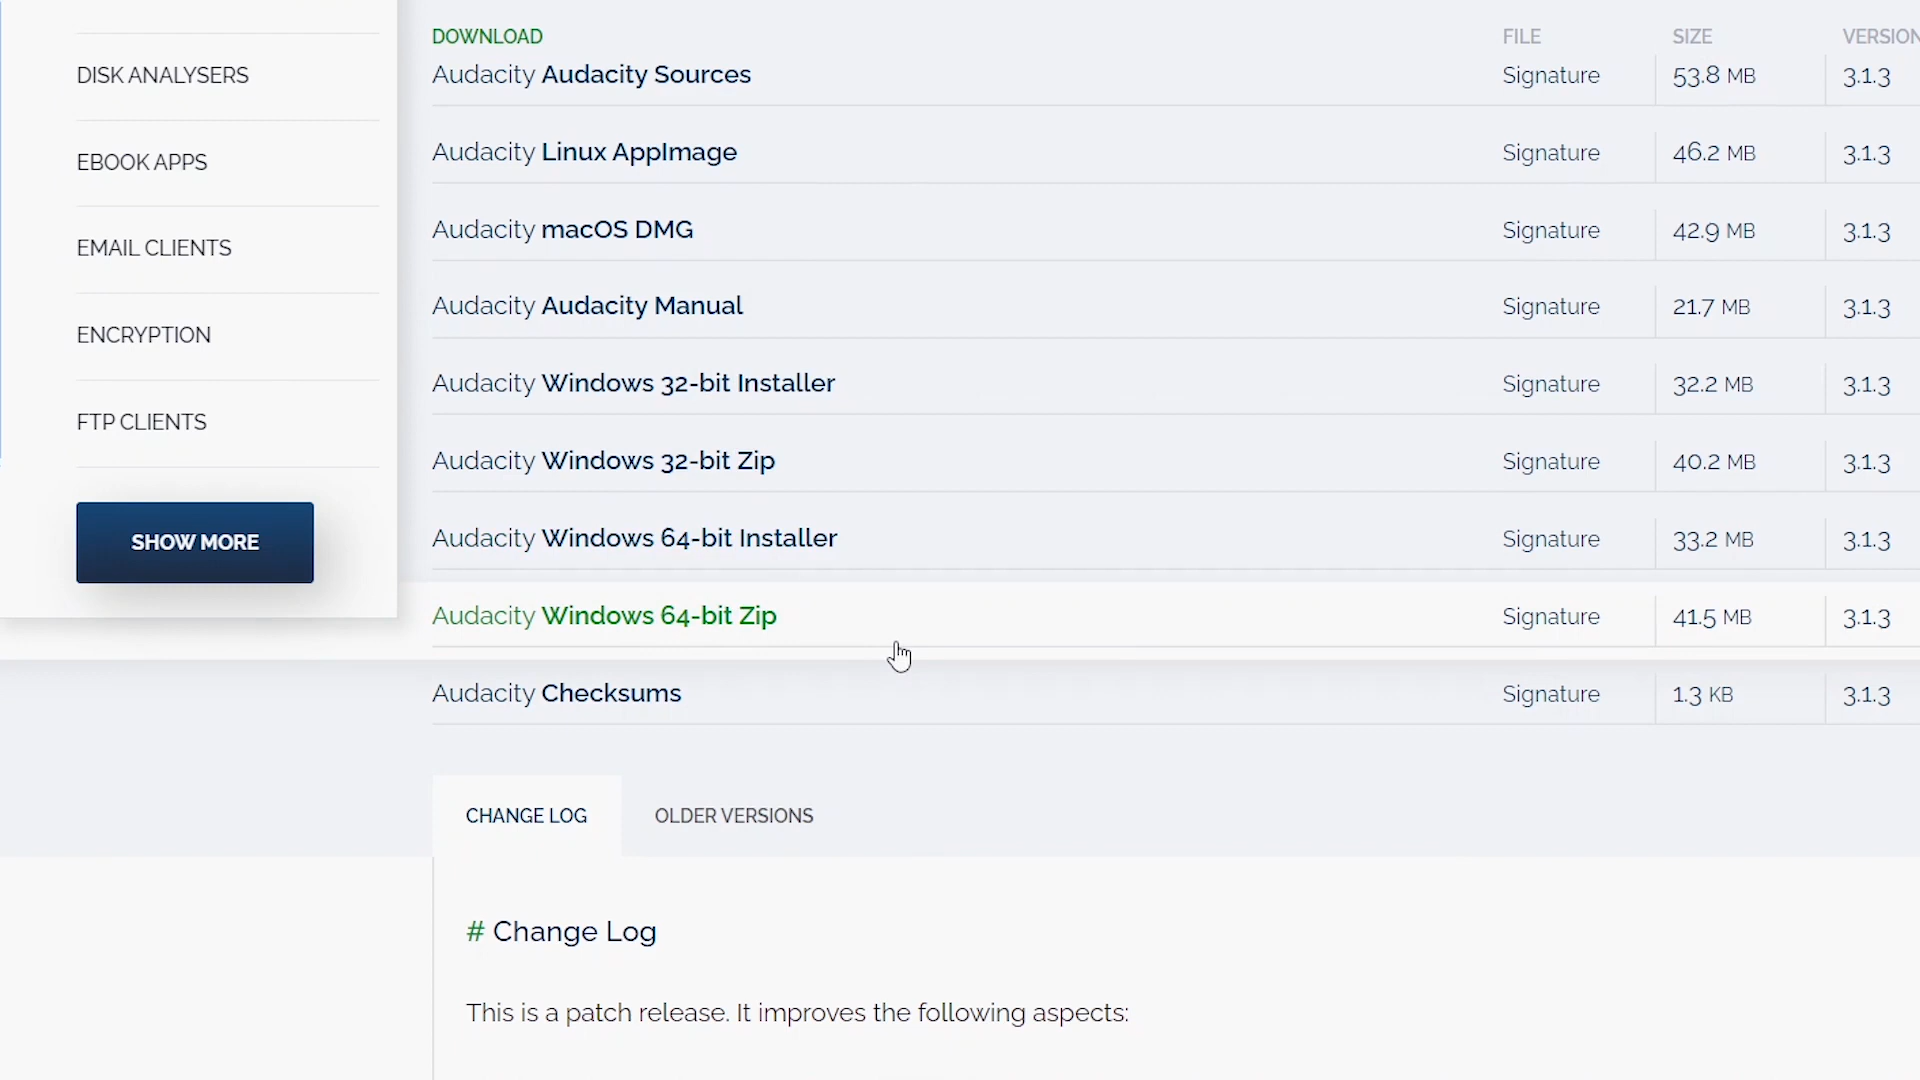 DISK ANALYSERS
EBOOK APPS
EMAIL CLIENTS
ENCRYPTION
FTP CLIENTS
SHOW MORE
DOWNLOAD FILE SIZE VERSION
Audacity Audacity Sources Signature 53.8 MB 3.1.3
Audacity Linux AppImage Signature 46.2 MB 3.1.3
Audacity macOS DMG Signature 42.9 MB 3.1.3
Audacity Audacity Manual Signature 21.7 MB 3.1.3
Audacity Windows 32-bit Installer Signature 32.2 MB 3.1.3
Audacity Windows 32-bit Zip Signature 40.2 MB 3.1.3
Audacity Windows 64-bit Installer Signature 33.2 MB 3.1.3
Audacity Windows 64-bit Zip Signature 41.5 MB 3.1.3
Audacity Checksums Signature 1.3 KB 3.1.3
CHANGE LOG OLDER VERSIONS
# Change Log
This is a patch release. It improves the following aspects: